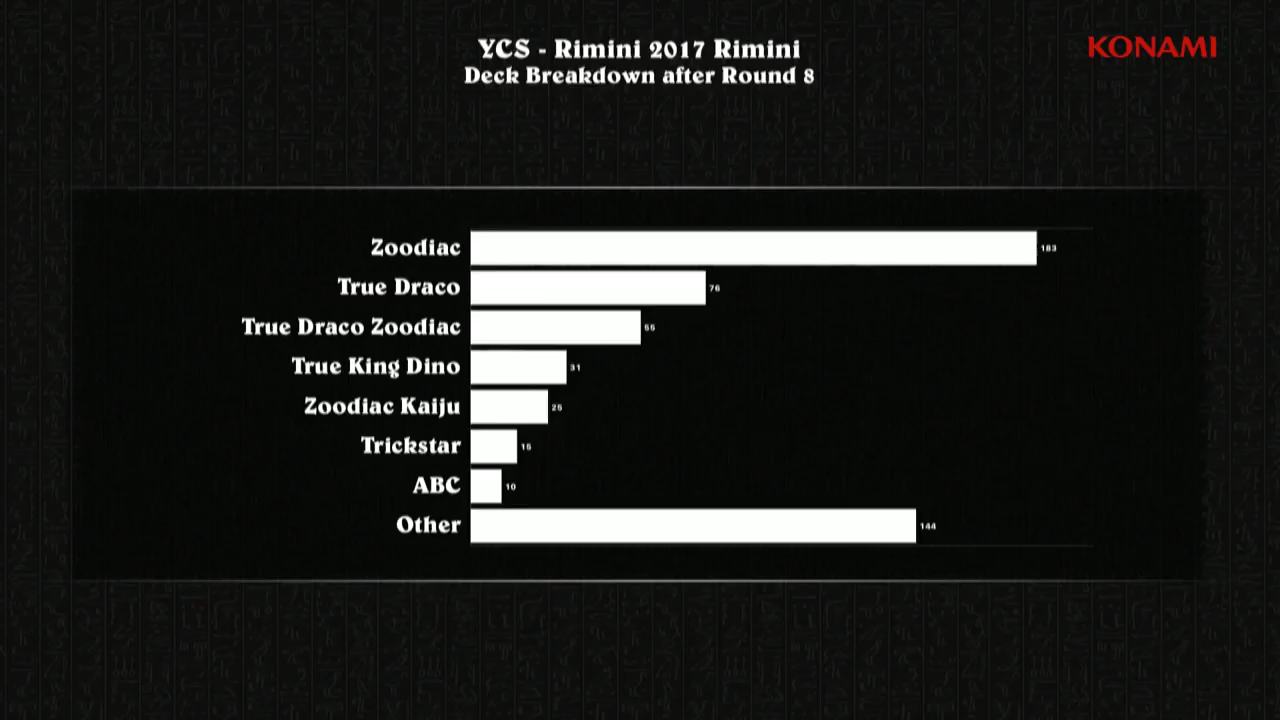 YCS - Rimini 2017 Rimini
KONAMI
Deck Breakdown after Round 8
Zoodiac 183
True Draco 76
True Draco Zoodiac 55
True King Dino 31
Zoodiac Kaiju 25
Trickstar 15
ABC 10
Other 144